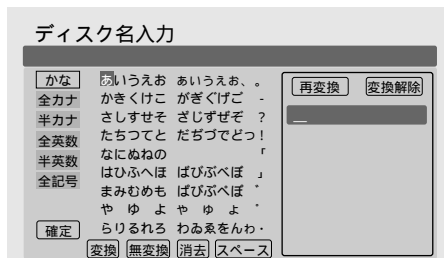 ディスク名入力
かな
全カナ
半カナ
全英数
半英数
全記号
確定
あいうえお ぁぃぅぇぉ、。
かきくけこ がぎぐげご -
さしすせそ ざじずぜぞ ?
たちつてと だぢづでどっ!
なにぬねの 「
はひふへほ ばびぶべぼ 」
まみむめも ぱぴぷぺぽ ゛
や ゆ よ ゃ ゅ ょ ゜
らりるれろ わゐゑをんゎ・
変換 無変換 消去 スペース
再変換 変換解除